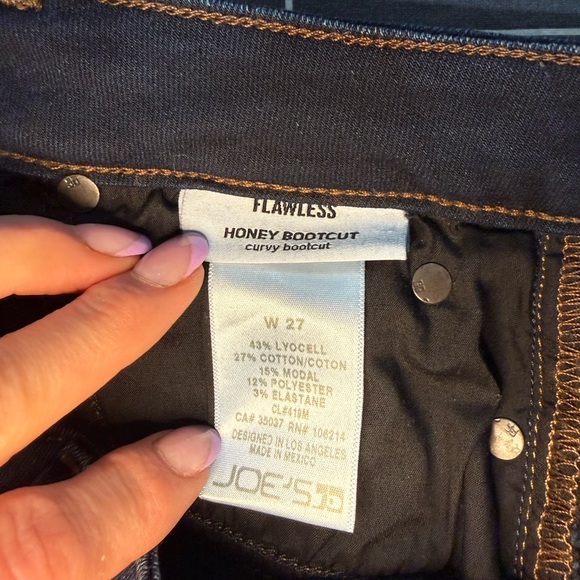 FLAWLESS
HONEY BOOTCUT
curvy bootcut
W 27
43% LYOCELL
27% COTTON/COTON
15% MODAL
12% POLYESTER
3% ELASTANE
CL#419M
CA# 35037 RN# 106214
DESIGNED IN LOS ANGELES
MADE IN MEXICO
JOE'S